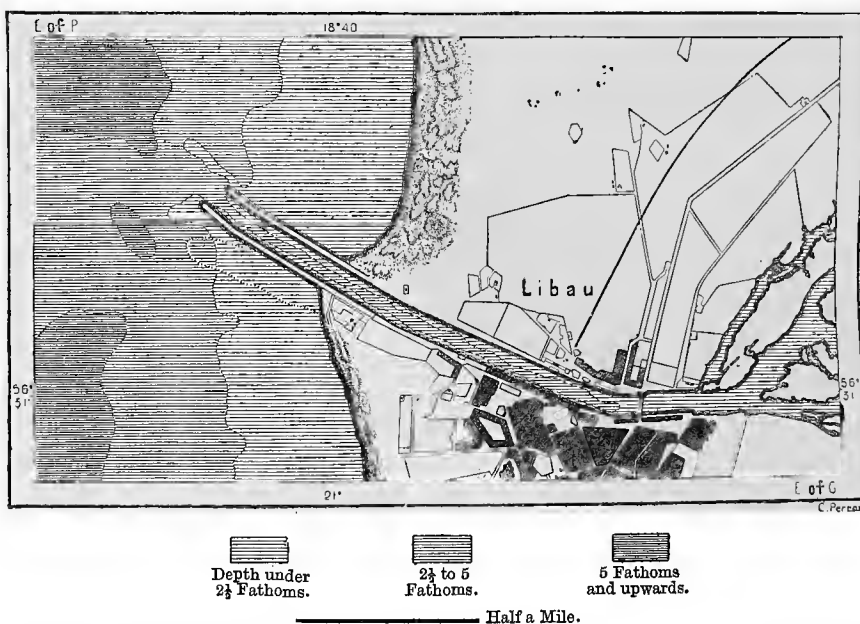 E of P
18°40
Libau
56°
31'
56°
31
21°
E of G
Depth under
2½ Fathoms.
2½ to 5
Fathoms.
5 Fathoms
and upwards.
Half a Mile.